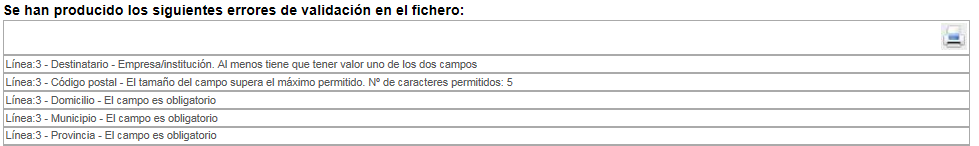 Se han producido los siguientes errores de validación en el fichero:
Línea:3 - Destinatario - Empresa/institución. Al menos tiene que tener valor uno de los dos campos
Línea:3 - Código postal - El tamaño del campo supera el máximo permitido. Nº de caracteres permitidos: 5
Línea:3 - Domicilio - El campo es obligatorio
Línea:3 - Municipio - El campo es obligatorio
Línea:3 - Provincia - El campo es obligatorio